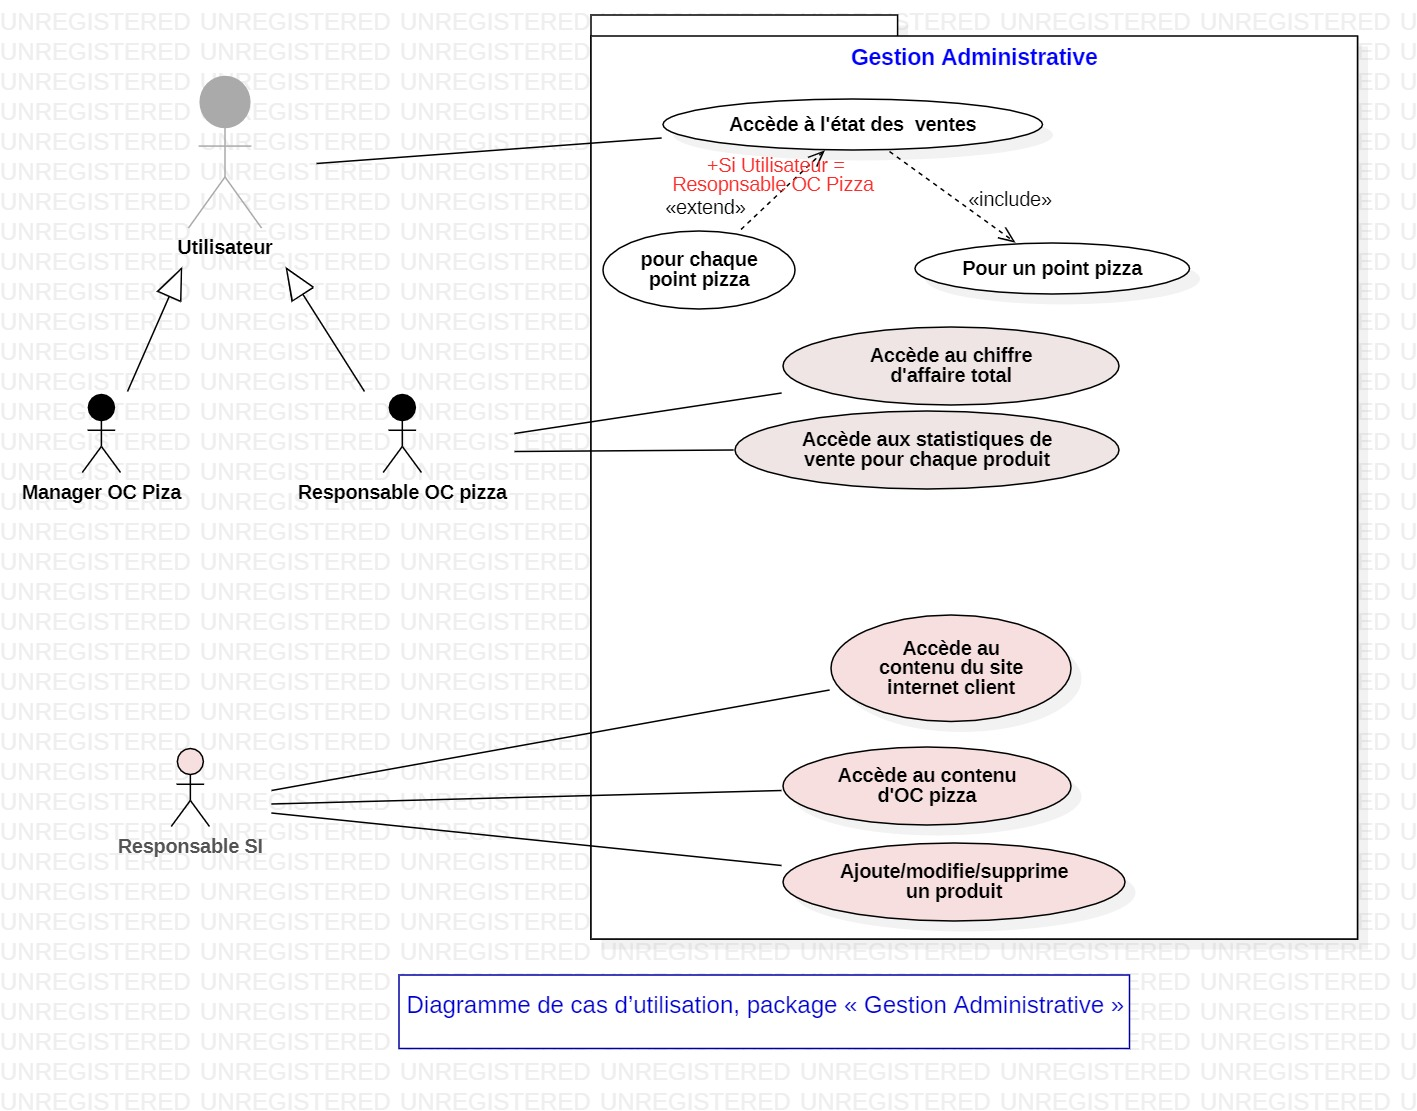 Gestion Administrative
Accède à l'état des  ventes
+Si Utilisateur =
Resopnsable OC Pizza
«extend»
«include»
pour chaque
point pizza
Pour un point pizza
Utilisateur
Accède au chiffre
d'affaire total
Accède aux statistiques de
vente pour chaque produit
Manager OC Piza
Responsable OC pizza
Accède au
contenu du site
internet client
Accède au contenu
d'OC pizza
Responsable SI
Ajoute/modifie/supprime
un produit
Diagramme de cas d’utilisation, package « Gestion Administrative »
UNREGISTERED